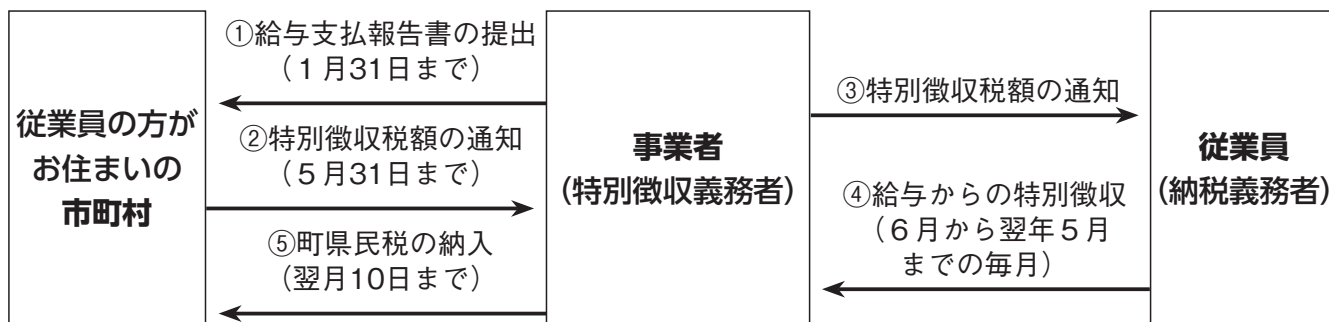 従業員の方が
お住まいの
市町村
①給与支払報告書の提出
（１月31日まで）
②特別徴収税額の通知
（５月31日まで）
⑤町県民税の納入
（翌月10日まで）
事業者
（特別徴収義務者）
③特別徴収税額の通知
④給与からの特別徴収
（６月から翌年５月
までの毎月）
従業員
（納税義務者）